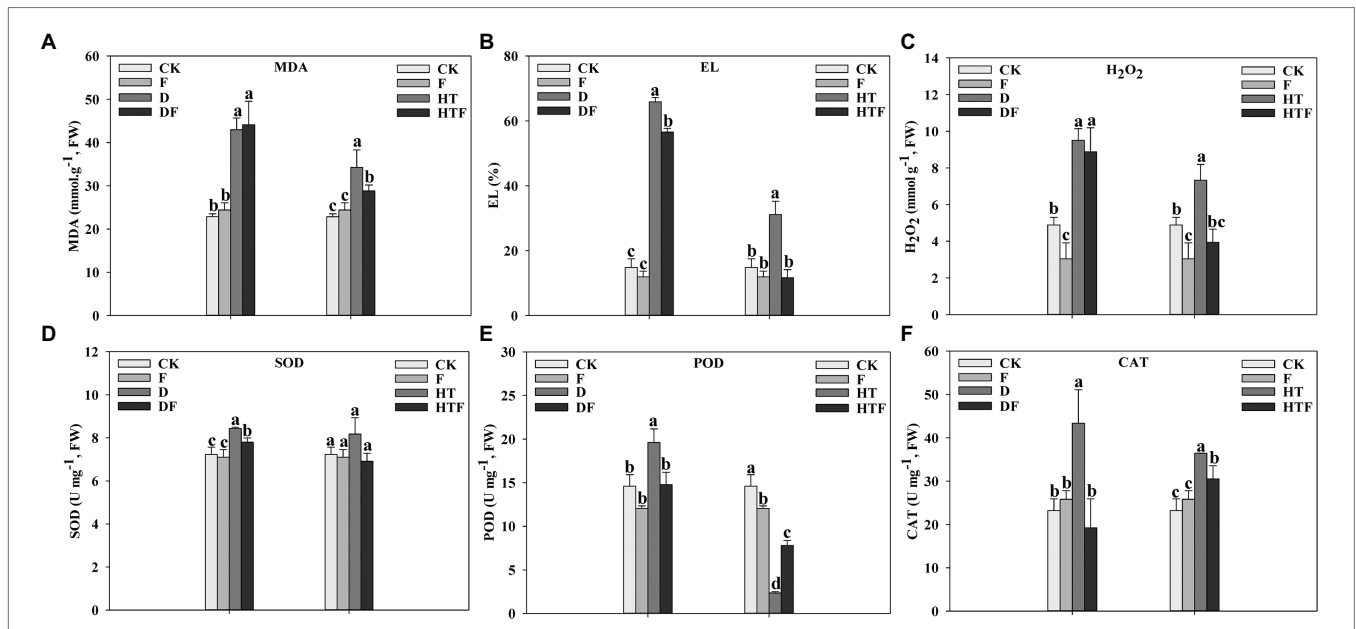 A
MDA
MDA (mmol.g-1, FW)
60
50
40
30
20
10
0
CK
F
D
DF
CK
F
HT
HTF
b b a a
c c a b
B
EL
EL (%)
80
60
40
20
0
CK
F
D
DF
CK
F
HT
HTF
c c a b
b b a b
C
H2O2
H2O2 (mmol g-1, FW)
14
12
10
8
6
4
2
0
CK
F
D
DF
CK
F
HT
HTF
b c a a
b c a bc
D
SOD
SOD (U mg-1, FW)
12
10
8
6
4
2
0
CK
F
D
DF
CK
F
HT
HTF
c c a b
a a a a
E
POD
POD (U mg-1, FW)
30
25
20
15
10
5
0
CK
F
D
DF
CK
F
HT
HTF
b b a b
a b d c
F
CAT
CAT (U mg-1, FW)
60
50
40
30
20
10
0
CK
F
D
DF
CK
F
HT
HTF
b b a b
c c a b